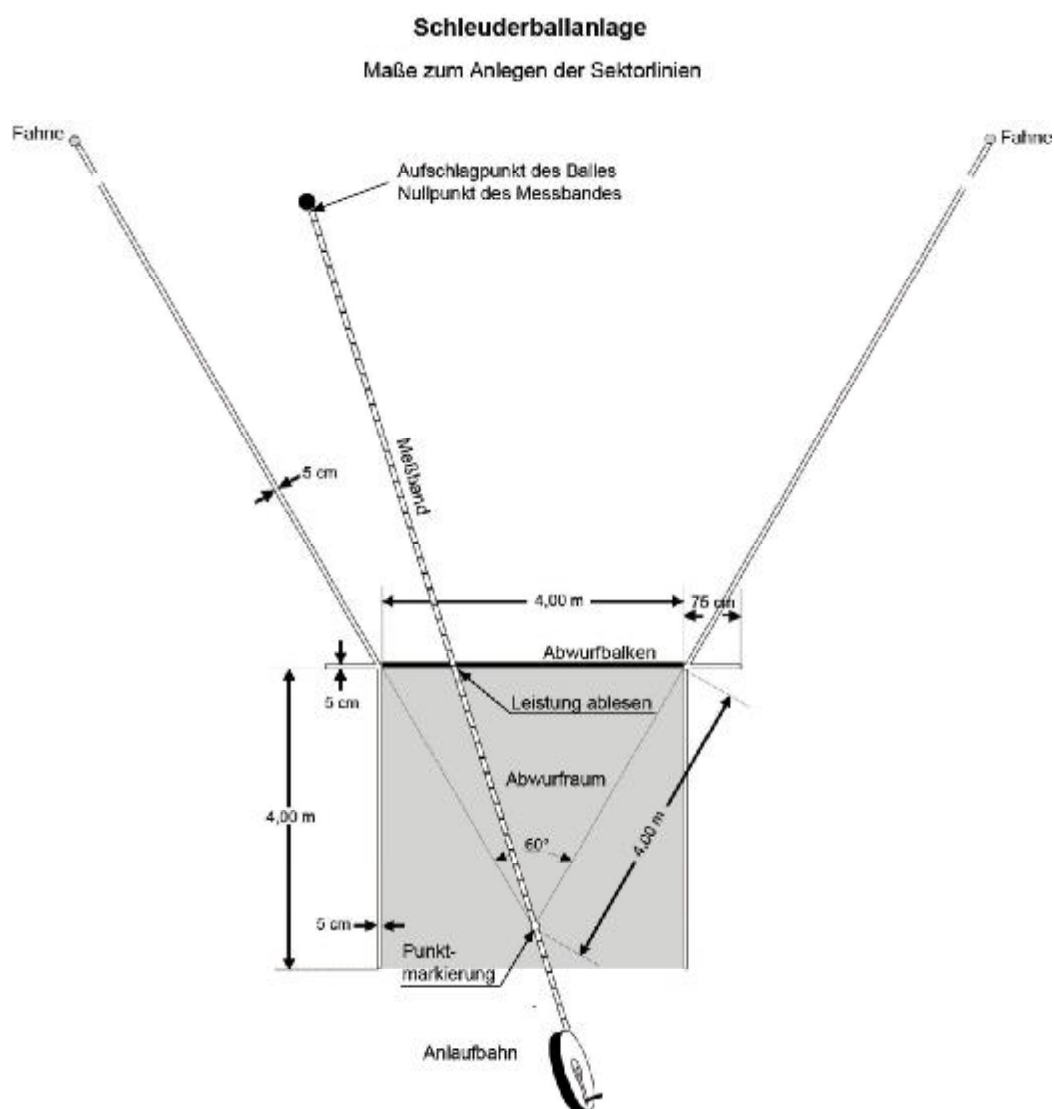 Schleuderballanlage
Maße zum Anlegen der Sektorlinien
Fahne
Fahne
Aufschlagpunkt des Balles
Nullpunkt des Messbandes
5 cm
Meßband
4,00 m
75 cm
Abwurfbalken
5 cm
Leistung ablesen
Abwurfraum
4,00 m
4,00 m
60°
5 cm
Punkt-
markierung
Anlaufbahn